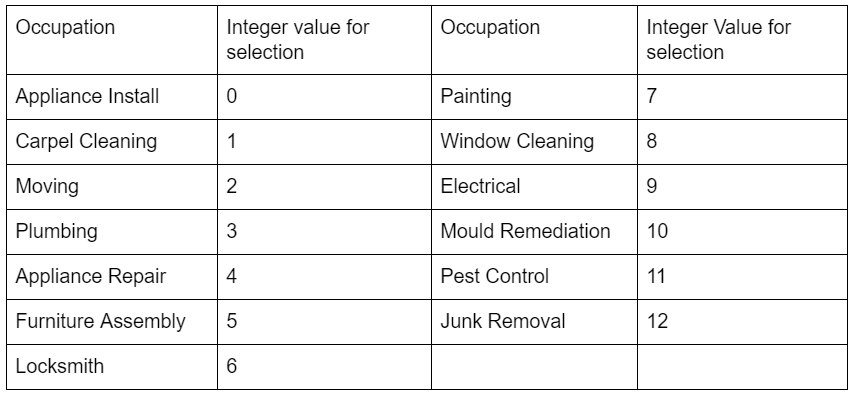 Occupation Integer value for selection Occupation Integer Value for selection
Appliance Install 0 Painting 7
Carpel Cleaning 1 Window Cleaning 8
Moving 2 Electrical 9
Plumbing 3 Mould Remediation 10
Appliance Repair 4 Pest Control 11
Furniture Assembly 5 Junk Removal 12
Locksmith 6